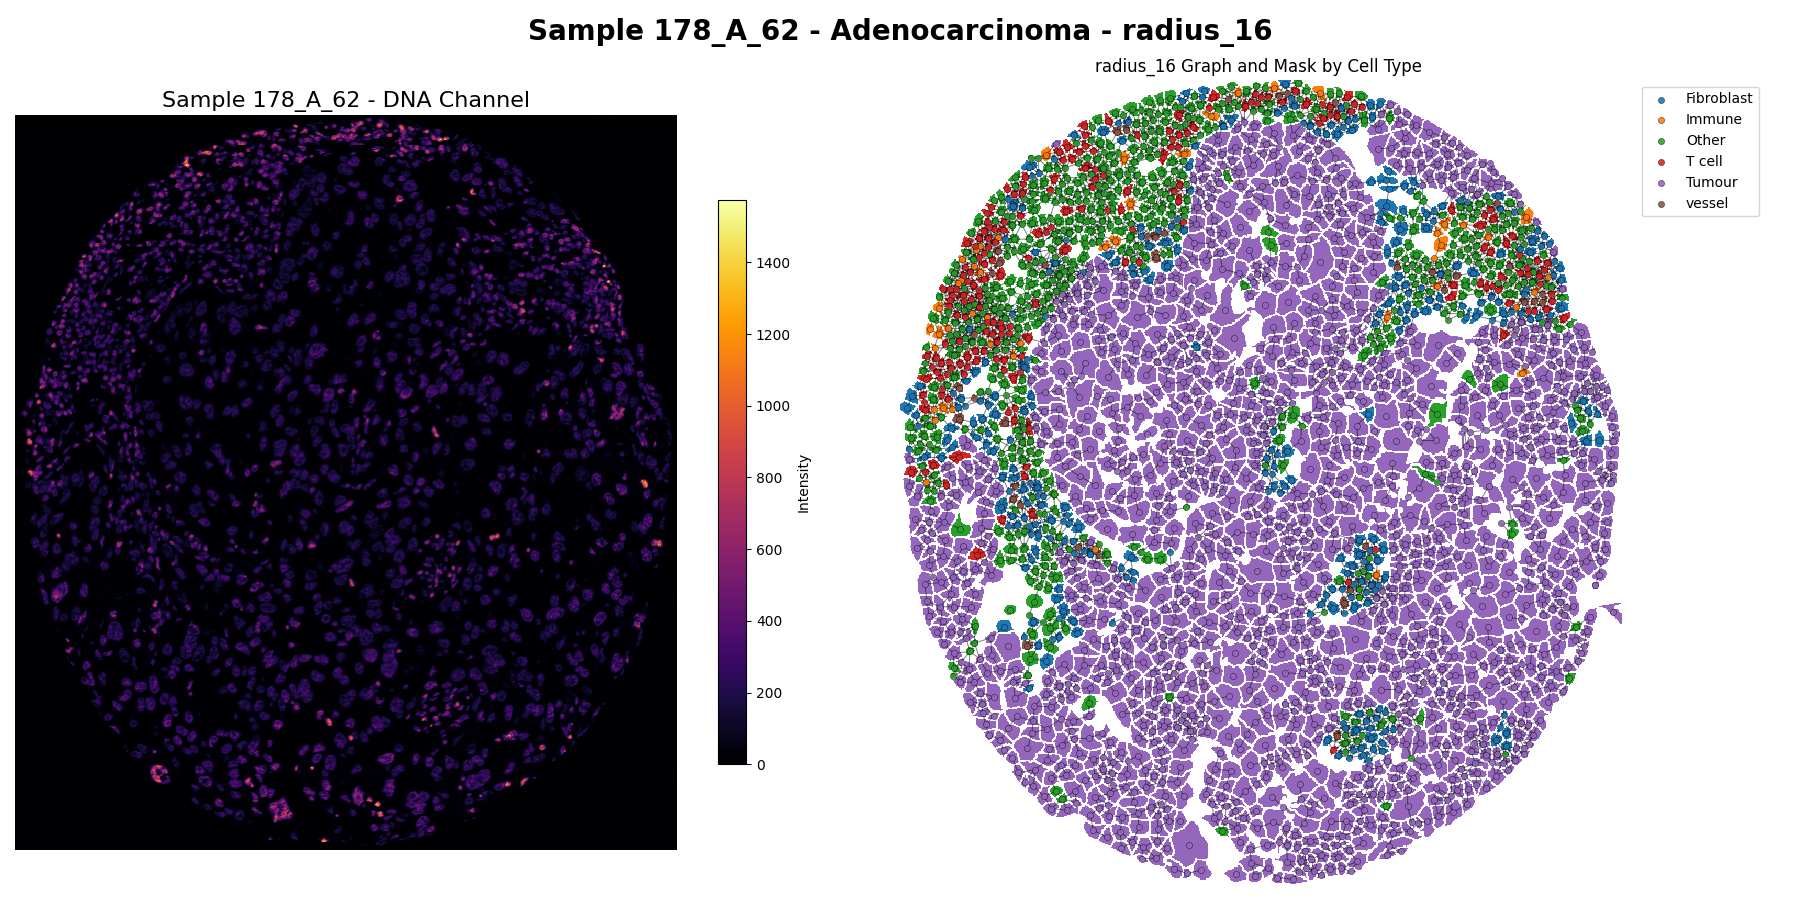 Sample 178_A_62 - Adenocarcinoma - radius_16
Sample 178_A_62 - DNA Channel
radius_16 Graph and Mask by Cell Type
Fibroblast
Immune
Other
T cell
Tumour
vessel
1400
1200
1000
800
600
400
200
0
Intensity